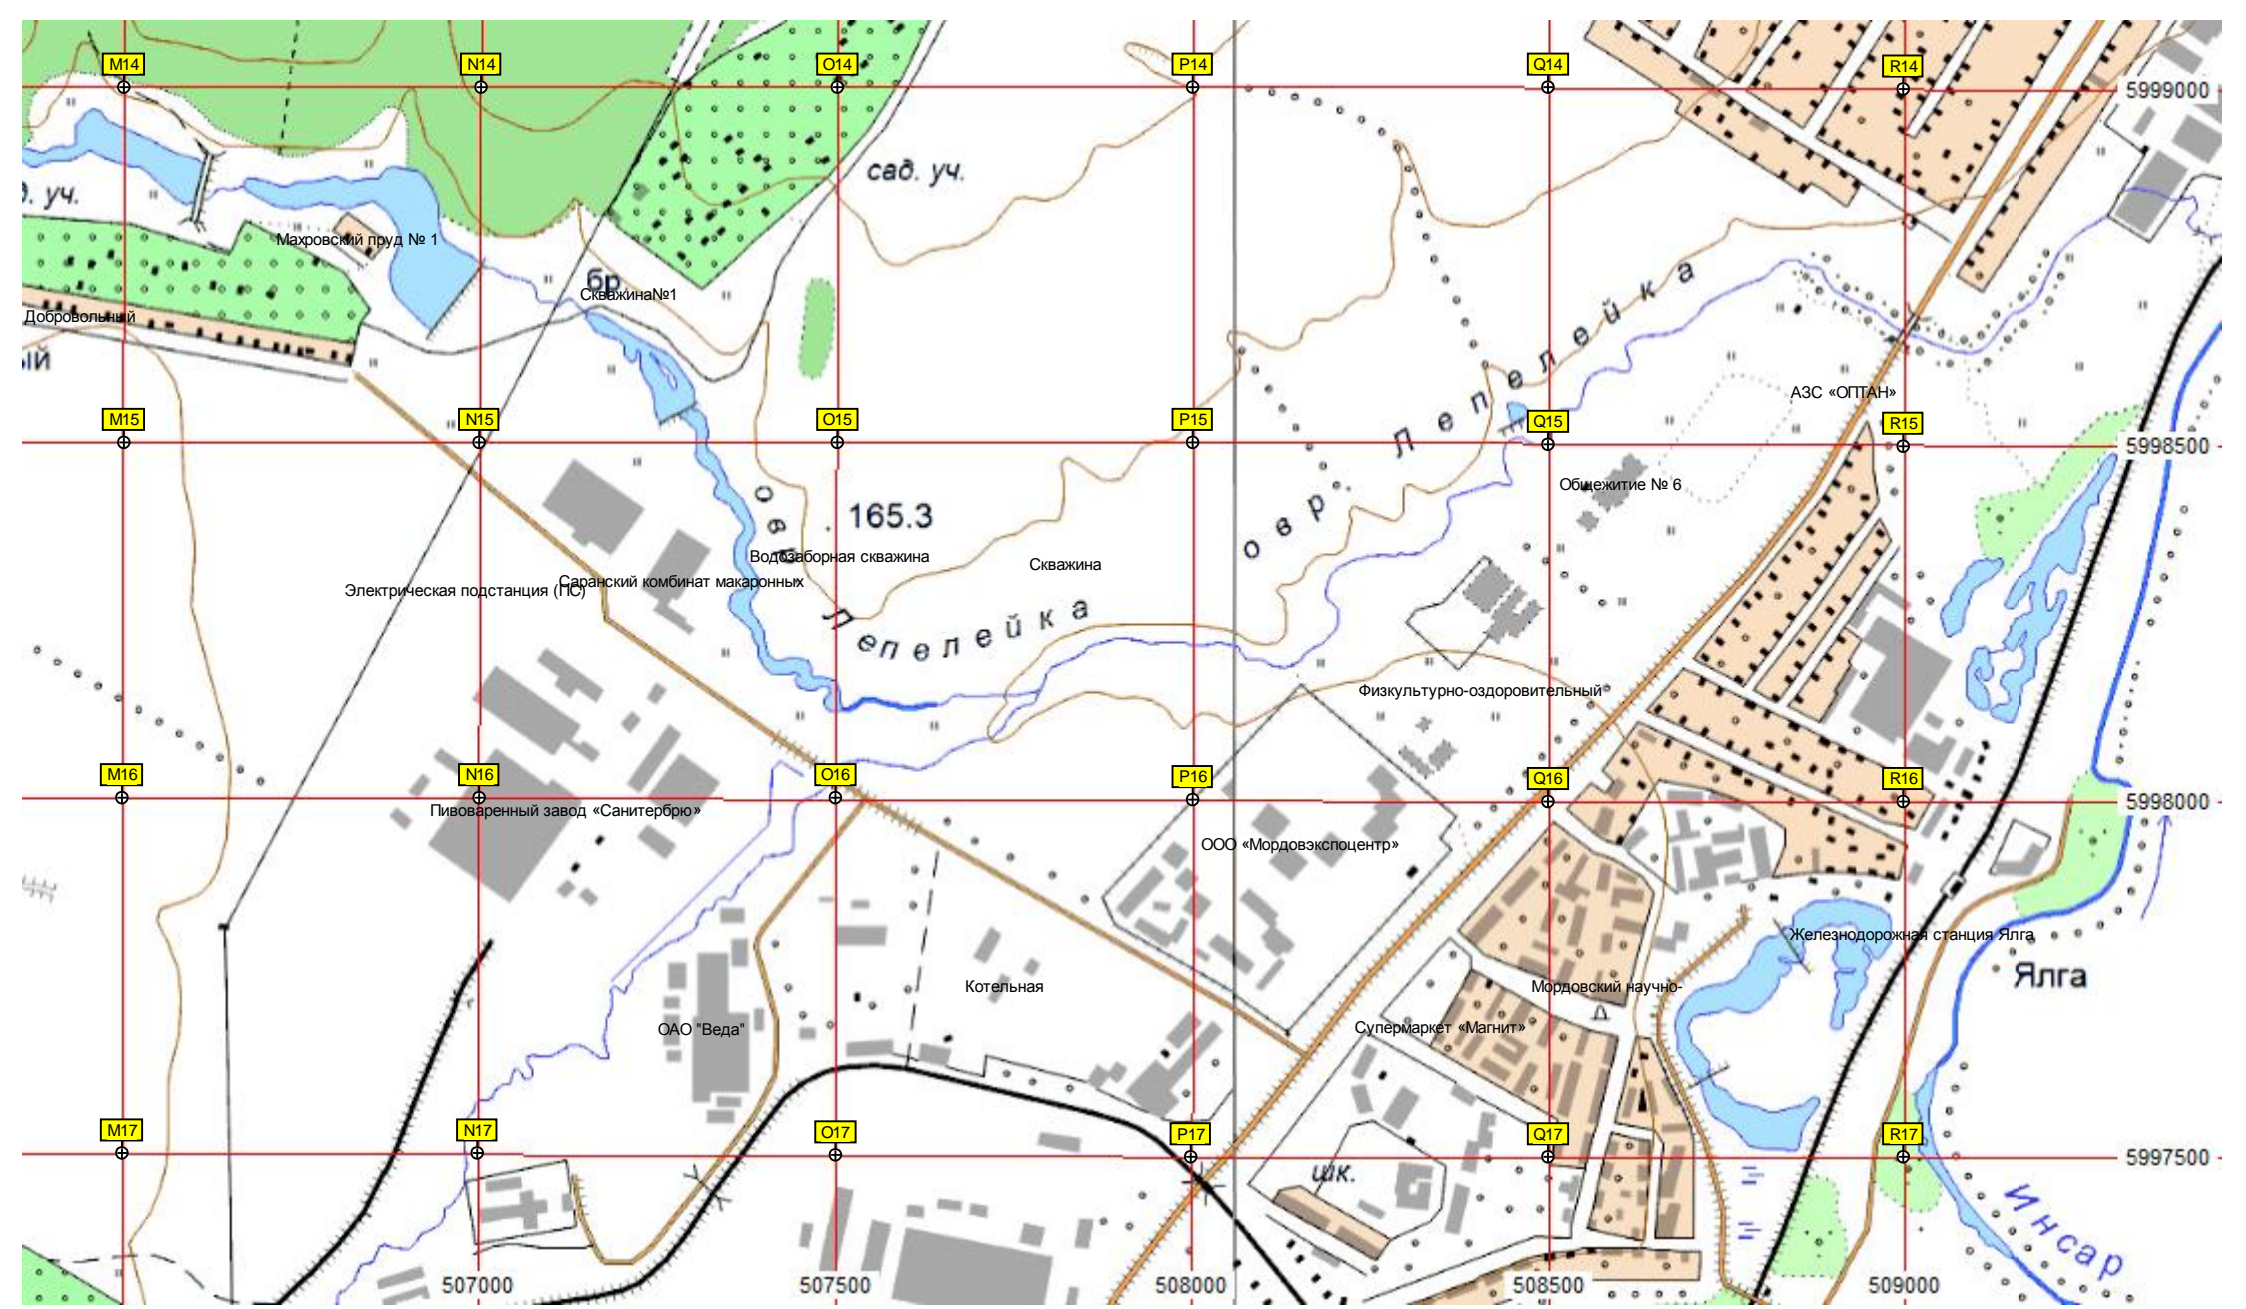 M14
N14
O14
P14
Q14
R14
5999000
сад. уч.
д. уч.
Махровский пруд № 1
бр
Скважина№1
Добровольный
ый
АЗС «ОПТАН»
M15
N15
O15
P15
Q15
R15
5998500
овр Лепелейка
Общежитие № 6
165.3
овр Лепелейка
Водозаборная скважина
Скважина
Саранский комбинат макаронных
Электрическая подстанция (ПС)
Физкультурно-оздоровительный
M16
N16
O16
P16
Q16
R16
5998000
Пивоваренный завод «Санитербрю»
ООО «Мордовэкспоцентр»
Железнодорожная станция Ялга
Ялга
Котельная
Мордовский научно-
ОАО "Веда"
Супермаркет «Магнит»
M17
N17
O17
P17
Q17
R17
5997500
шк.
Инсар
507000
507500
508000
508500
509000